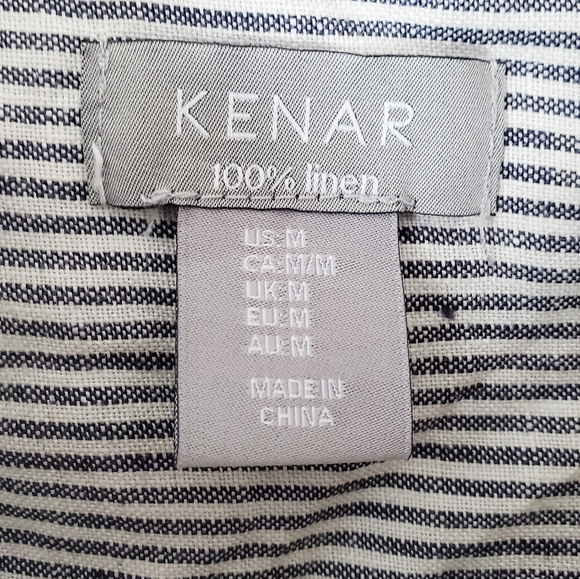 KENAR
100% linen
US:M
CA:M/M
UK:M
EU:M
AU:M
MADE IN
CHINA